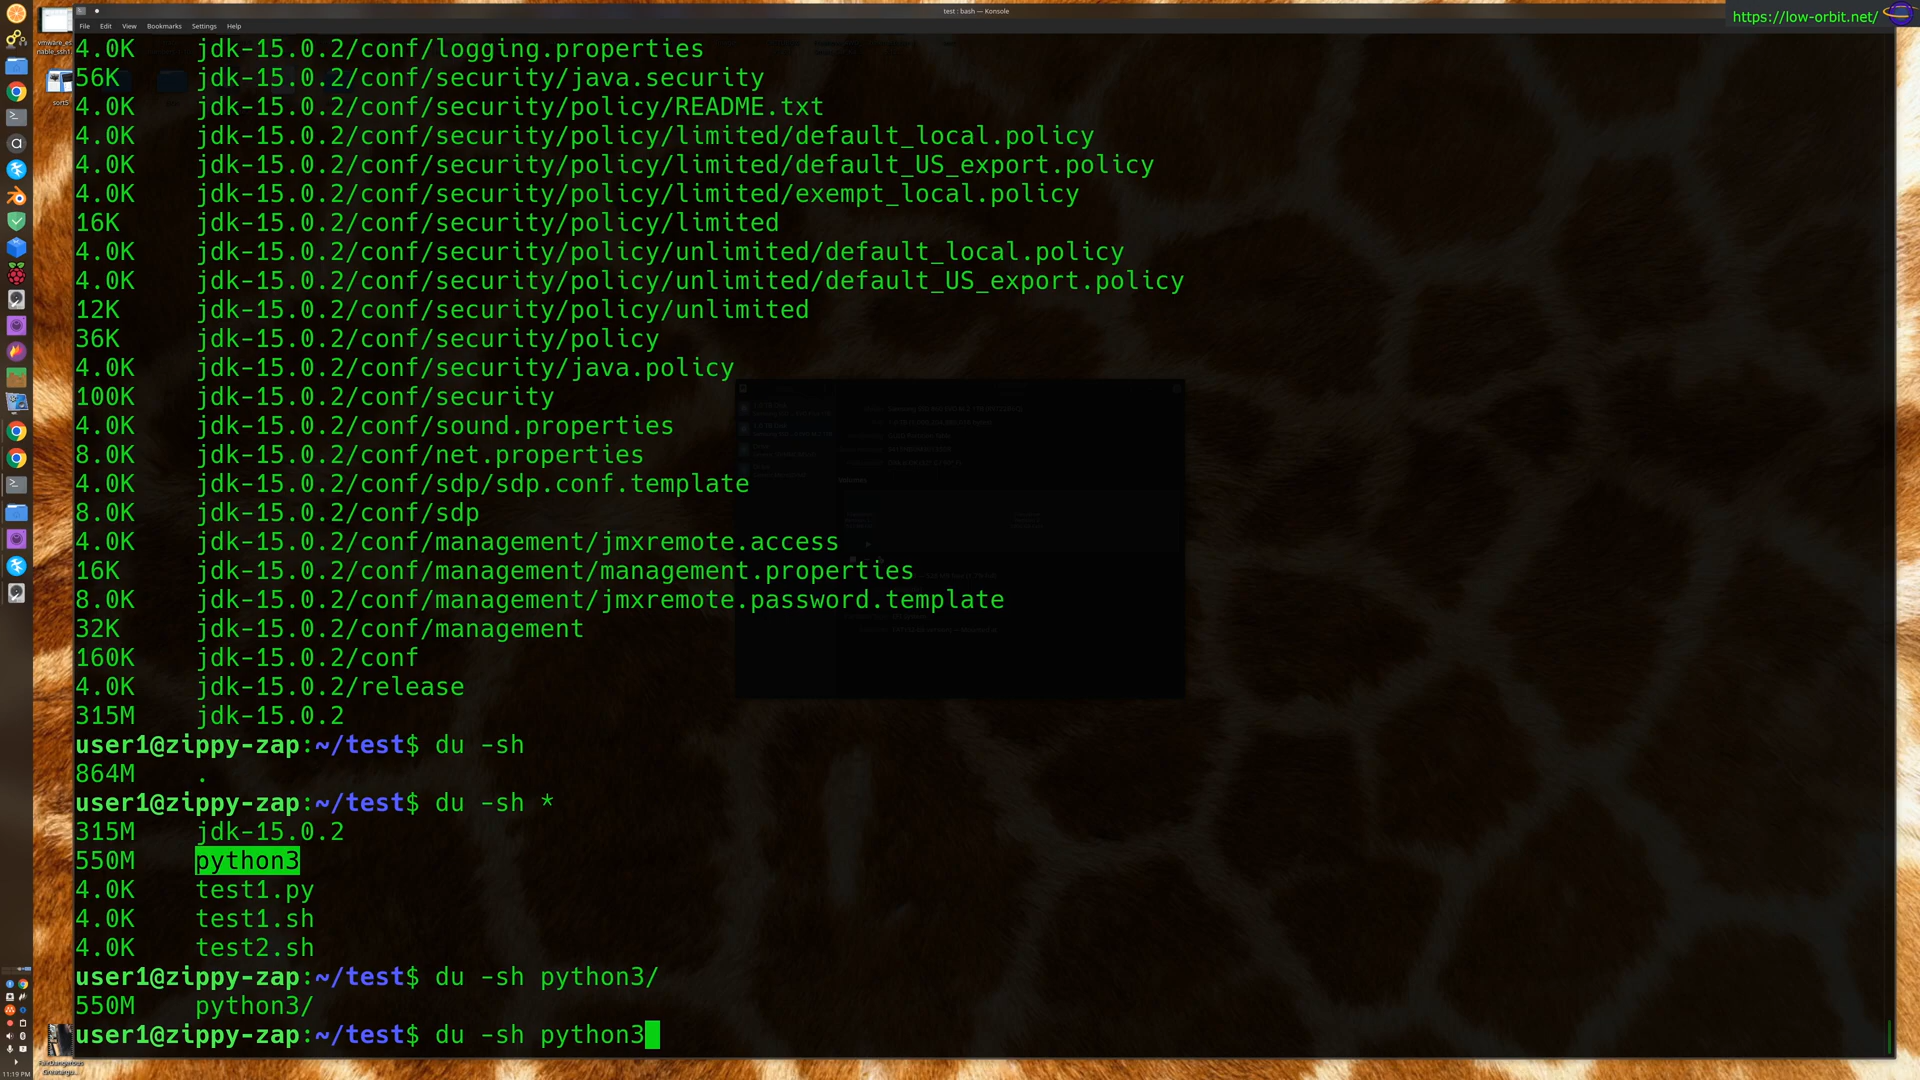 test : bash — Konsole
https://low-orbit.net/
File Edit View Bookmarks Settings Help
4.0K jdk-15.0.2/conf/logging.properties
56K jdk-15.0.2/conf/security/java.security
4.0K jdk-15.0.2/conf/security/policy/README.txt
4.0K jdk-15.0.2/conf/security/policy/limited/default_local.policy
4.0K jdk-15.0.2/conf/security/policy/limited/default_US_export.policy
4.0K jdk-15.0.2/conf/security/policy/limited/exempt_local.policy
16K jdk-15.0.2/conf/security/policy/limited
4.0K jdk-15.0.2/conf/security/policy/unlimited/default_local.policy
4.0K jdk-15.0.2/conf/security/policy/unlimited/default_US_export.policy
12K jdk-15.0.2/conf/security/policy/unlimited
36K jdk-15.0.2/conf/security/policy
4.0K jdk-15.0.2/conf/security/java.policy
100K jdk-15.0.2/conf/security
4.0K jdk-15.0.2/conf/sound.properties
8.0K jdk-15.0.2/conf/net.properties
4.0K jdk-15.0.2/conf/sdp/sdp.conf.template
8.0K jdk-15.0.2/conf/sdp
4.0K jdk-15.0.2/conf/management/jmxremote.access
16K jdk-15.0.2/conf/management/management.properties
8.0K jdk-15.0.2/conf/management/jmxremote.password.template
32K jdk-15.0.2/conf/management
160K jdk-15.0.2/conf
4.0K jdk-15.0.2/release
315M jdk-15.0.2
user1@zippy-zap:~/test$ du -sh
864M .
user1@zippy-zap:~/test$ du -sh *
315M jdk-15.0.2
550M python3
4.0K test1.py
4.0K test1.sh
4.0K test2.sh
user1@zippy-zap:~/test$ du -sh python3/
550M python3/
user1@zippy-zap:~/test$ du -sh python3
11:19 PM